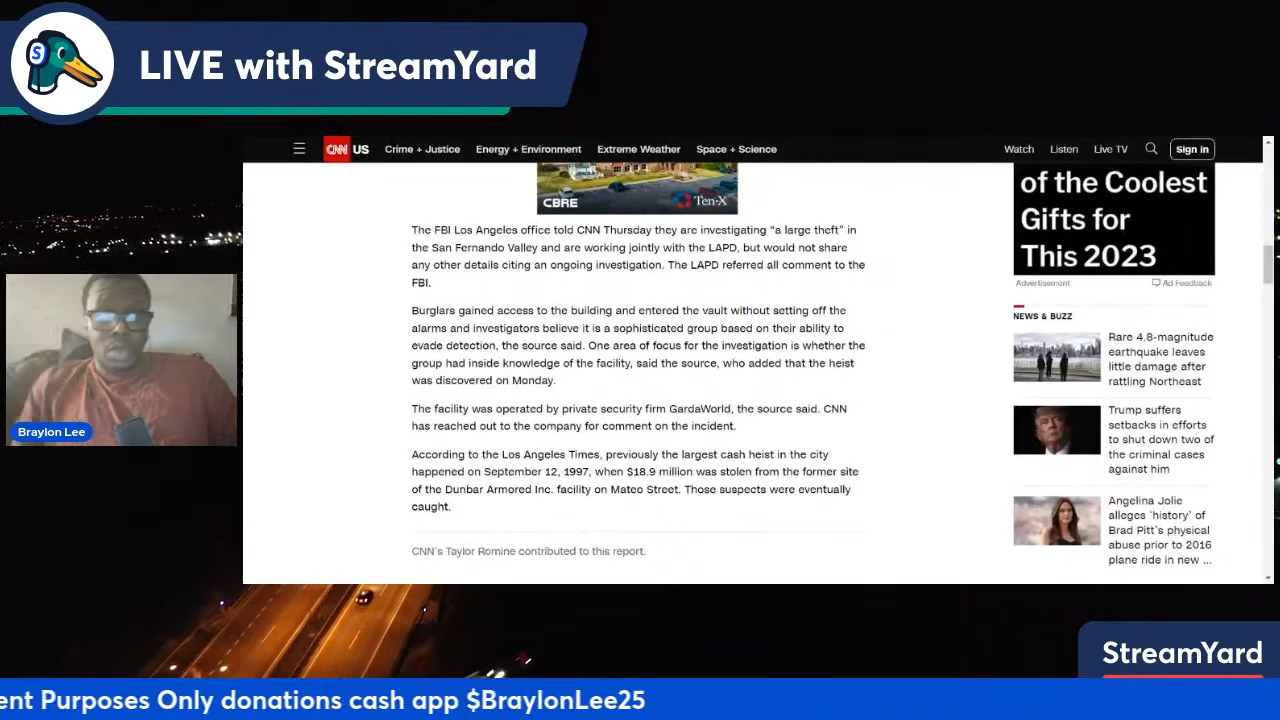 S
LIVE with StreamYard
CNN US Crime + Justice Energy + Environment Extreme Weather Space + Science Watch Listen Live TV Sign in
CBRE Ten-X
The FBI Los Angeles office told CNN Thursday they are investigating “a large theft” in
the San Fernando Valley and are working jointly with the LAPD, but would not share
any other details citing an ongoing investigation. The LAPD referred all comment to the
FBI.
Burglars gained access to the building and entered the vault without setting off the
alarms and investigators believe it is a sophisticated group based on their ability to
evade detection, the source said. One area of focus for the investigation is whether the
group had inside knowledge of the facility, said the source, who added that the heist
was discovered on Monday.
The facility was operated by private security firm GardaWorld, the source said. CNN
has reached out to the company for comment on the incident.
According to the Los Angeles Times, previously the largest cash heist in the city
happened on September 12, 1997, when $18.9 million was stolen from the former site
of the Dunbar Armored Inc. facility on Mateo Street. Those suspects were eventually
caught.
CNN’s Taylor Romine contributed to this report.
of the Coolest
Gifts for
This 2023
Advertisement Ad Feedback
NEWS & BUZZ
Rare 4.8-magnitude
earthquake leaves
little damage after
rattling Northeast
Trump suffers
setbacks in efforts
to shut down two of
the criminal cases
against him
Angelina Jolie
alleges ‘history’ of
Brad Pitt’s physical
abuse prior to 2016
plane ride in new ...
Braylon Lee
StreamYard
ent Purposes Only donations cash app $BraylonLee25